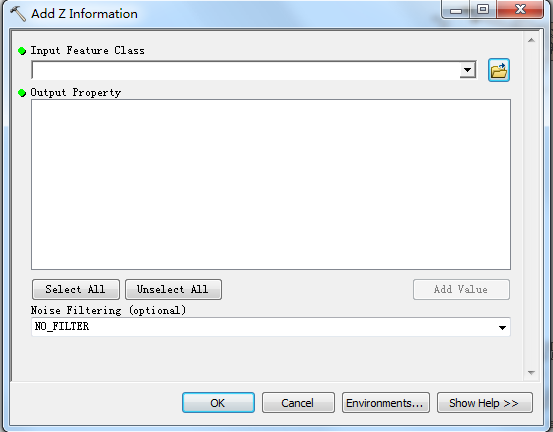 Add Z Information
Input Feature Class
Output Property
Select All
Unselect All
Add Value
Noise Filtering (optional)
NO_FILTER
OK
Cancel
Environments...
Show Help >>